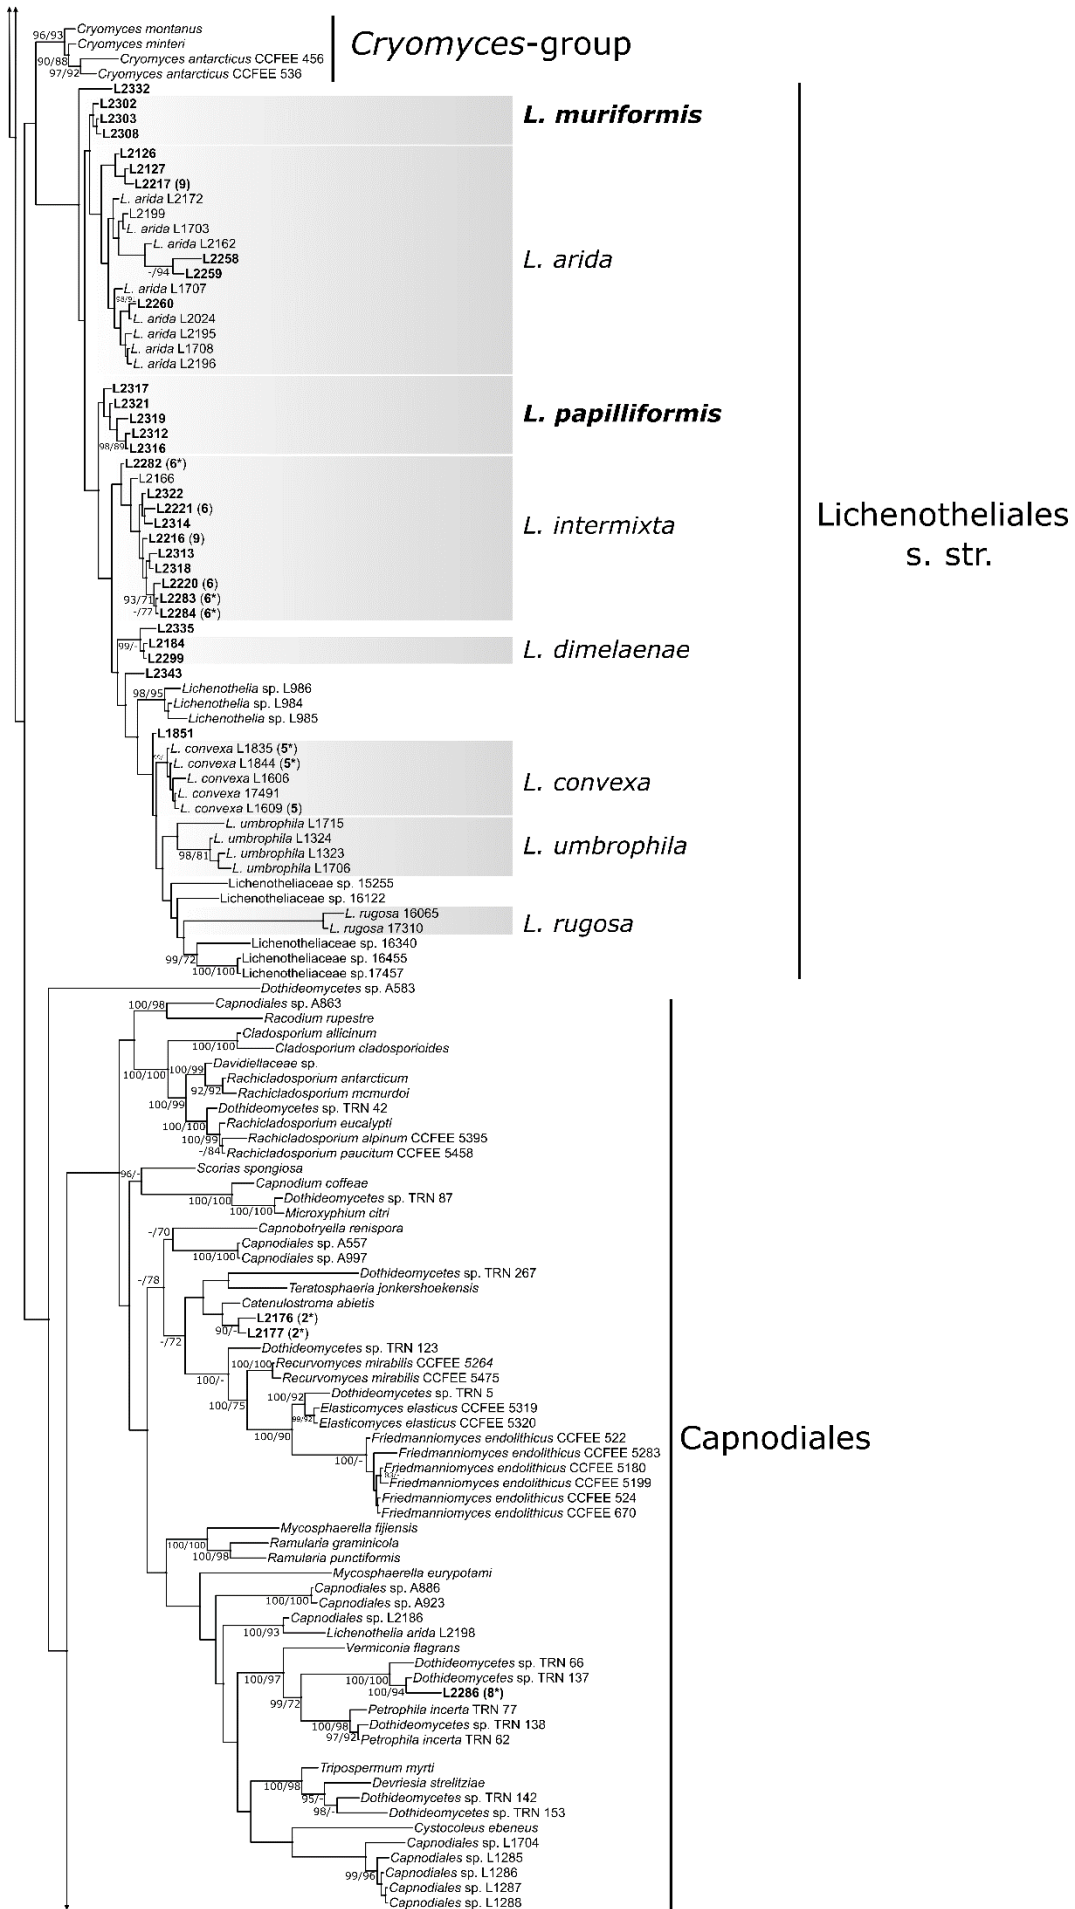 Cryomyces montanus
96/93
Cryomyces minteri
90/88
Cryomyces antarcticus CCFEE 456
97/92
Cryomyces antarcticus CCFEE 536
Cryomyces-group
L2332
L2302
L2303
L2308
L. muriformis
L2126
L2127
L2217 (9)
L. arida L2172
L2199
L. arida L1703
L. arida L2162
L2258
-/94
L2259
L. arida L1707
L2260
L. arida L2024
L. arida L2195
L. arida L1708
L. arida L2196
L. arida
L2317
L2321
L2319
L2312
98/89
L2316
L. papilliformis
L2282 (6*)
L2166
L2322
L2221 (6)
L2314
L2216 (9)
L2313
L2318
L2220 (6)
93/71
L2283 (6*)
-/77
L2284 (6*)
L. intermixta
L2335
99/-
L2184
L2299
L. dimelaenae
L2343
98/95
Lichenothelia sp. L986
Lichenothelia sp. L984
Lichenothelia sp. L985
L1851
L. convexa L1835 (5*)
L. convexa L1844 (5*)
L. convexa L1606
L. convexa 17491
L. convexa L1609 (5)
L. convexa
L. umbrophila L1715
L. umbrophila L1324
98/81
L. umbrophila L1323
L. umbrophila L1706
L. umbrophila
Lichenotheliaceae sp. 15255
Lichenotheliaceae sp. 16122
L. rugosa 16065
L. rugosa 17310
L. rugosa
Lichenotheliaceae sp. 16340
99/72
Lichenotheliaceae sp. 16455
100/100
Lichenotheliaceae sp.17457
Lichenotheliales
s. str.
Dothideomycetes sp. A583
100/98
Capnodiales sp. A863
Racodium rupestre
Cladosporium allicinum
100/100
Cladosporium cladosporioides
100/100
Davidiellaceae sp.
100/99
Rachicladosporium antarcticum
92/92
Rachicladosporium mcmurdoi
100/99
Dothideomycetes sp. TRN 42
100/100
Rachicladosporium eucalypti
100/99
Rachicladosporium alpinum CCFEE 5395
-/84
Rachicladosporium paucitum CCFEE 5458
96/-
Scorias spongiosa
Capnodium coffeae
100/100
Dothideomycetes sp. TRN 87
100/100
Microxyphium citri
-/70
Capnobotryella renispora
Capnodiales sp. A557
100/100
Capnodiales sp. A997
-/78
Dothideomycetes sp. TRN 267
Teratosphaeria jonkershoekensis
Catenulostroma abietis
L2176 (2*)
90/-
L2177 (2*)
-/72
Dothideomycetes sp. TRN 123
100/100
Recurvomyces mirabilis CCFEE 5264
100/-
Recurvomyces mirabilis CCFEE 5475
100/92
Dothideomycetes sp. TRN 5
100/75
Elasticomyces elasticus CCFEE 5319
99/92
Elasticomyces elasticus CCFEE 5320
100/90
Friedmanniomyces endolithicus CCFEE 522
100/-
Friedmanniomyces endolithicus CCFEE 5283
Friedmanniomyces endolithicus CCFEE 5180
Friedmanniomyces endolithicus CCFEE 5199
Friedmanniomyces endolithicus CCFEE 524
Friedmanniomyces endolithicus CCFEE 670
Capnodiales
Mycosphaerella fijiensis
100/100
Ramularia graminicola
100/98
Ramularia punctiformis
Mycosphaerella eurypotami
Capnodiales sp. A886
100/100
Capnodiales sp. A923
Capnodiales sp. L2186
100/93
Lichenothelia arida L2198
Vermiconia flagrans
Dothideomycetes sp. TRN 66
100/97
100/100
Dothideomycetes sp. TRN 137
100/94
L2286 (8*)
99/72
Petrophila incerta TRN 77
100/98
Dothideomycetes sp. TRN 138
97/92
Petrophila incerta TRN 62
Tripospermum myrti
100/98
Devriesia strelitziae
95/-
Dothideomycetes sp. TRN 142
98/-
Dothideomycetes sp. TRN 153
Cystocoleus ebeneus
Capnodiales sp. L1704
Capnodiales sp. L1285
99/96
Capnodiales sp. L1286
Capnodiales sp. L1287
Capnodiales sp. L1288